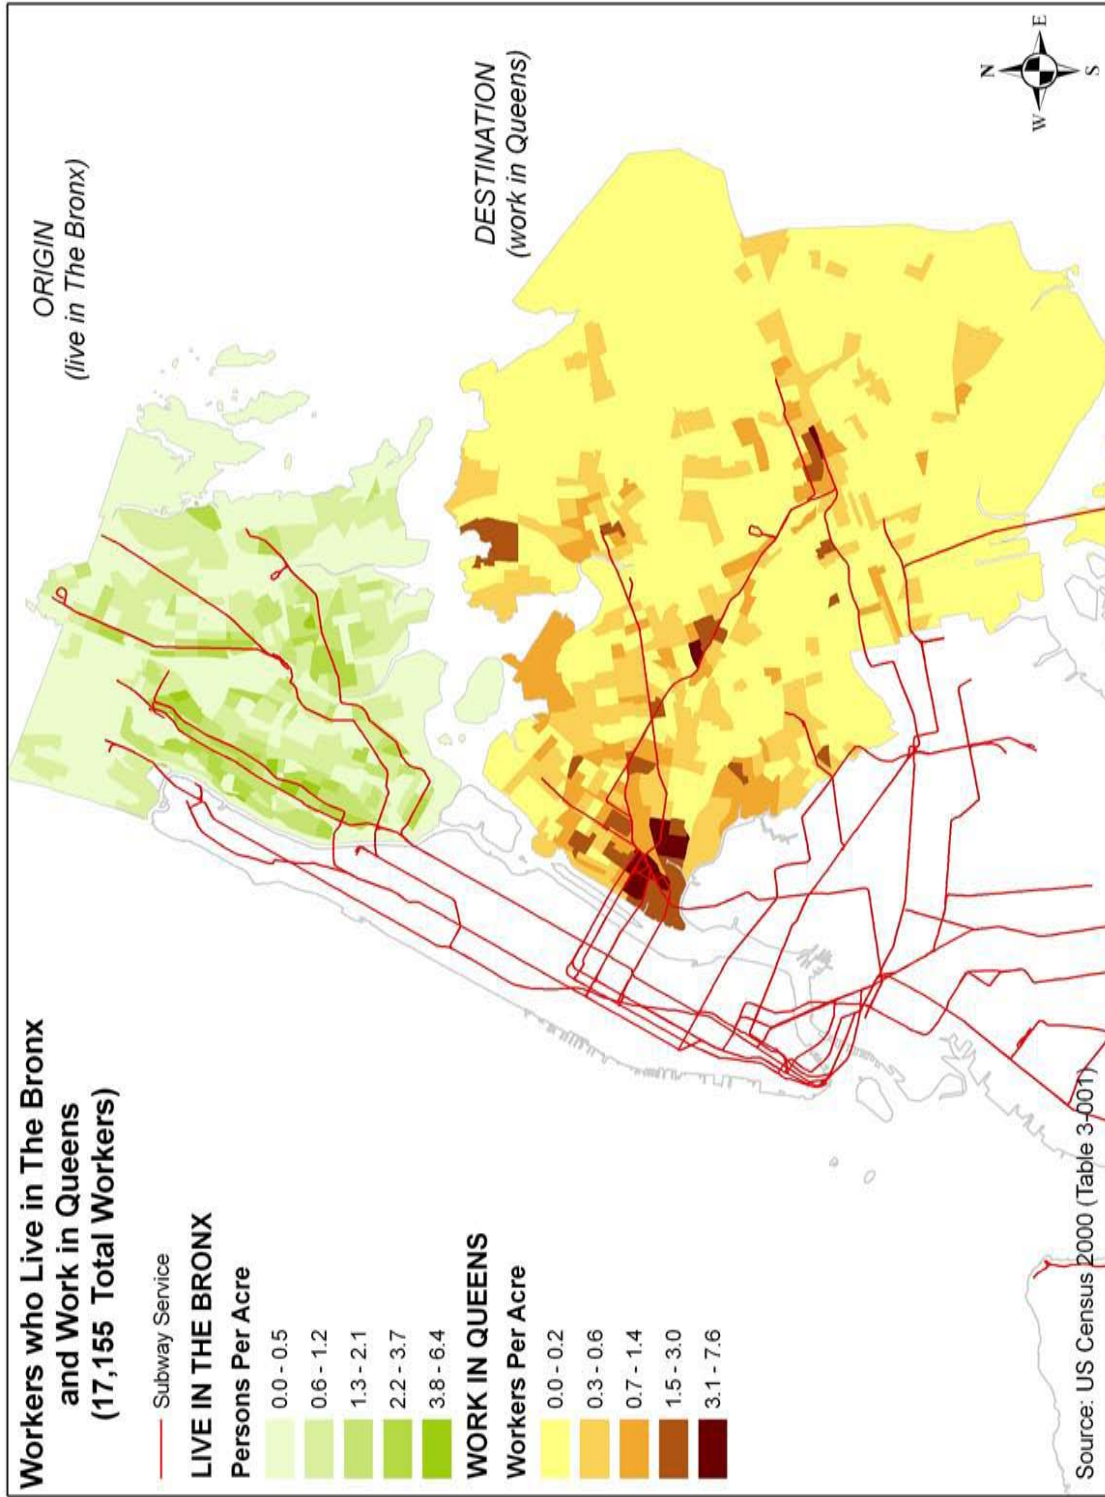 Workers who Live in The Bronx
and Work in Queens
(17,155 Total Workers)
Subway Service
LIVE IN THE BRONX
Persons Per Acre
0.0 - 0.5
0.6 - 1.2
1.3 - 2.1
2.2 - 3.7
3.8 - 6.4
WORK IN QUEENS
Workers Per Acre
0.0 - 0.2
0.3 - 0.6
0.7 - 1.4
1.5 - 3.0
3.1 - 7.6
Source: US Census 2000 (Table 3-001)
ORIGIN
(live in The Bronx)
DESTINATION
(work in Queens)
N
W
E
S